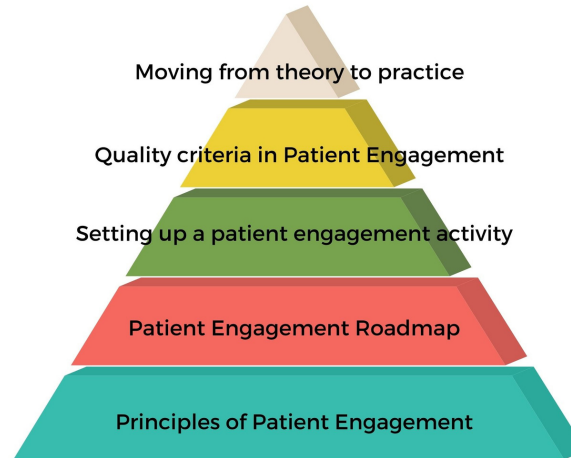 Moving from theory to practice
Quality criteria in Patient Engagement
Setting up a patient engagement activity
Patient Engagement Roadmap
Principles of Patient Engagement